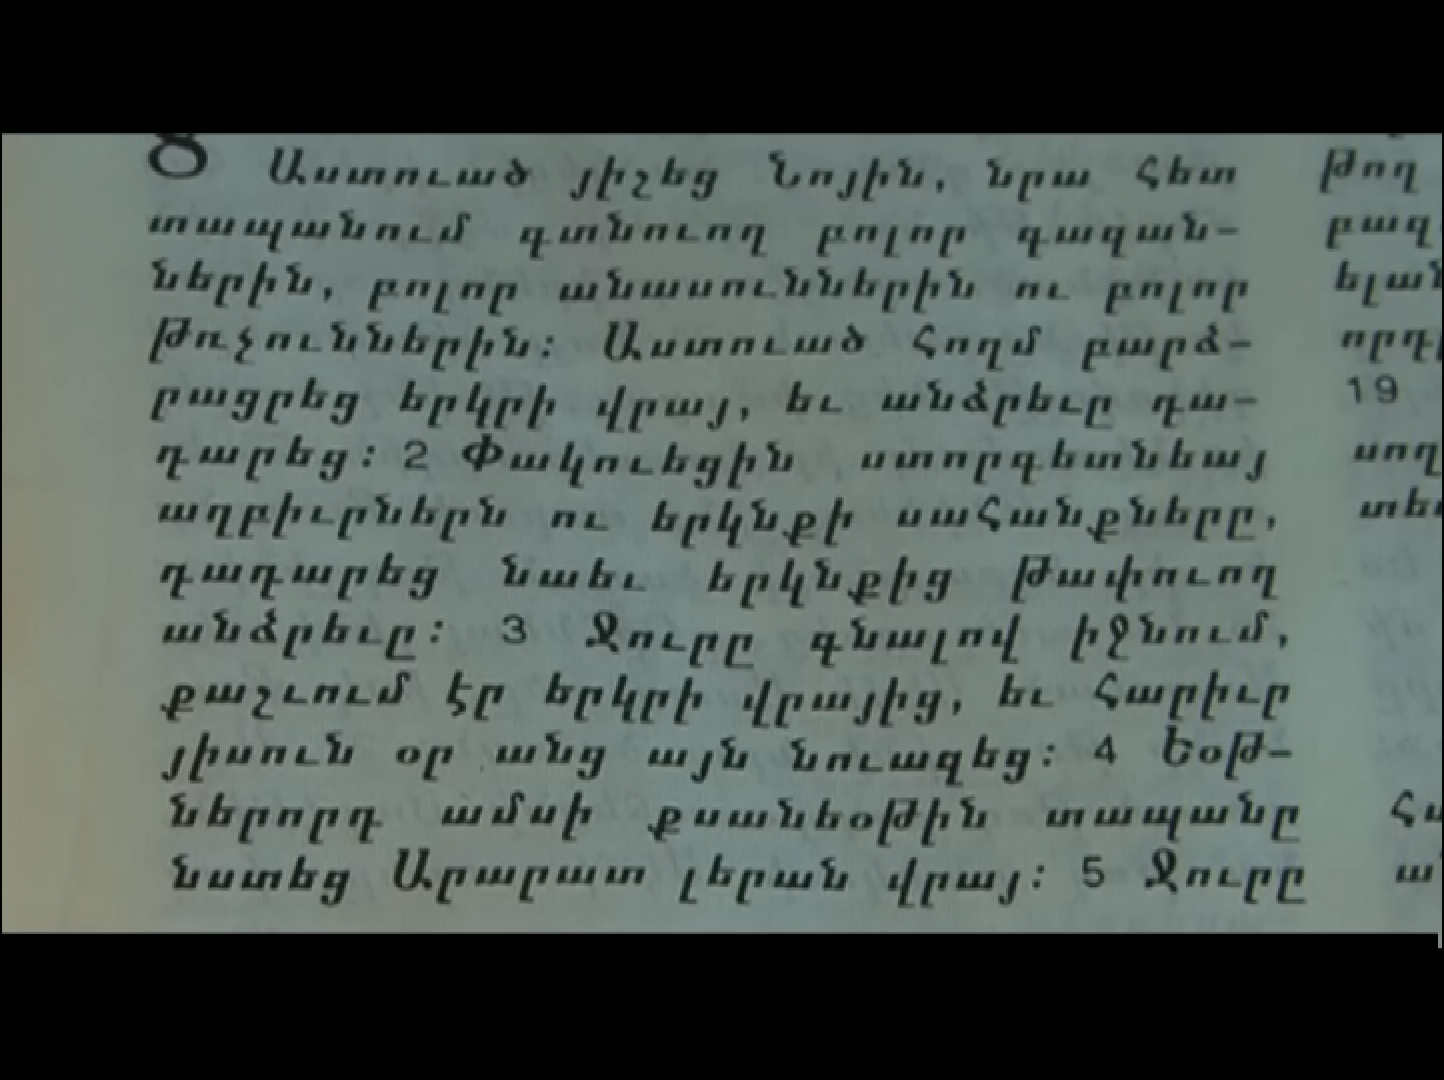 8 Աստուած յիշեց Նոյին, նրա հետ
տապանում գտնուող բոլոր գազան-
ներին, բոլոր անասուններին ու բոլոր
թռչուններին: Աստուած հողմ բարձ-
րացրեց երկրի վրայ, եւ անձրեւը դա-
դարեց: 2 Փակուեցին ստորգետնեայ
աղբիւրներն ու երկնքի սահանքները,
դադարեց նաեւ երկնքից թափուող
անձրեւը: 3 Ջուրը գնալով իջնում,
քաշւում էր երկրի վրայից, եւ հարիւր
յիսուն օր անց այն նուազեց: 4 Եօթ-
ներորդ ամսի քսանեօթին տապանը
նստեց Արարատ լերան վրայ: 5 Ջուրը
թող
բազ
ելան
որդ
19
սող
տես